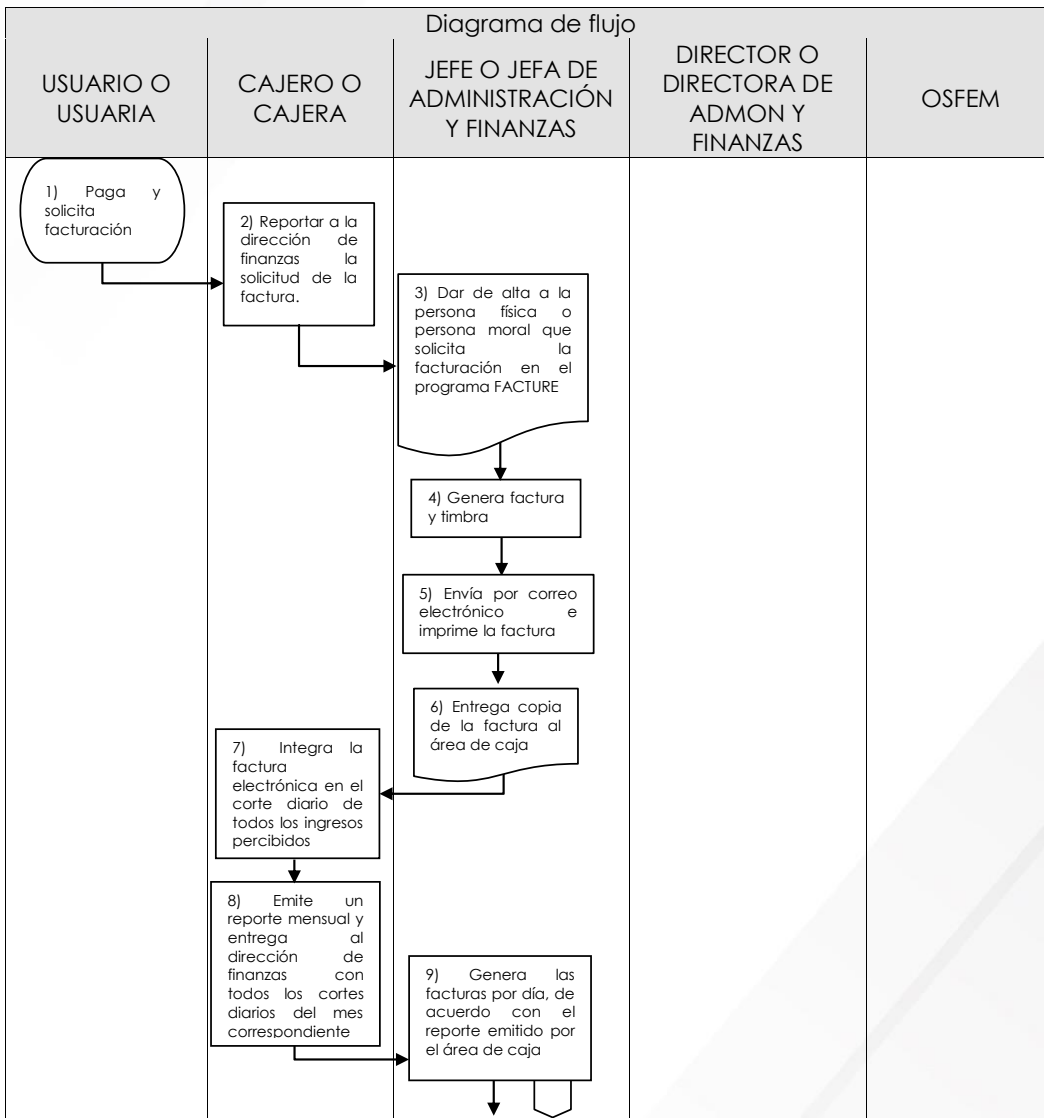 Diagrama de flujo
USUARIO O
USUARIA
CAJERO O
CAJERA
JEFE O JEFA DE
ADMINISTRACIÓN
Y FINANZAS
DIRECTOR O
DIRECTORA DE
ADMON Y
FINANZAS
OSFEM
1) Paga y
solicita
facturación
2) Reportar a la
dirección de
finanzas la
solicitud de la
factura.
3) Dar de alta a la
persona física o
persona moral que
solicita la
facturación en el
programa FACTURE
4) Genera factura
y timbra
5) Envía por correo
electrónico e
imprime la factura
6) Entrega copia
de la factura al
área de caja
7) Integra la
factura
electrónica en el
corte diario de
todos los ingresos
percibidos
8) Emite un
reporte mensual y
entrega al
dirección de
finanzas con
todos los cortes
diarios del mes
correspondiente
9) Genera las
facturas por día, de
acuerdo con el
reporte emitido por
el área de caja